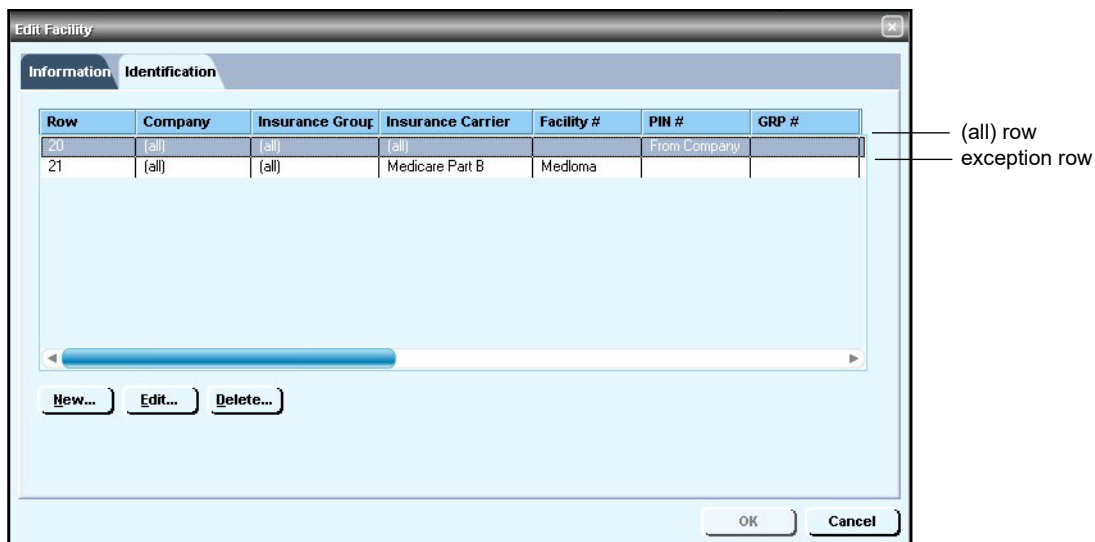 Edit Facility
Information Identification
Row Company Insurance Group Insurance Carrier Facility # PIN # GRP #
20 (all) (all) (all) From Company
21 (all) (all) Medicare Part B Medloma
(all) row
exception row
New... Edit... Delete...
OK Cancel